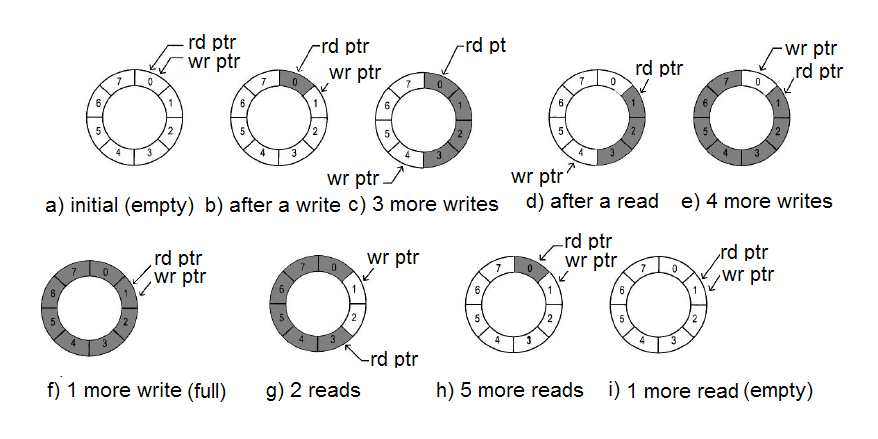 rd ptr
wr ptr
7 0 1 2 3 4 5 6
a) initial (empty)
rd ptr
wr ptr
7 0 1 2 3 4 5 6
b) after a write
rd pt
wr ptr
7 0 1 2 3 4 5 6
c) 3 more writes
rd ptr
wr ptr
7 0 1 2 3 4 5 6
d) after a read
wr ptr
rd ptr
7 0 1 2 3 4 5 6
e) 4 more writes
rd ptr
wr ptr
7 0 1 2 3 4 5 6
f) 1 more write (full)
wr ptr
rd ptr
7 0 1 2 3 4 5 6
g) 2 reads
rd ptr
wr ptr
7 0 1 2 3 4 5 6
h) 5 more reads
rd ptr
wr ptr
7 0 1 2 3 4 5 6
i) 1 more read (empty)